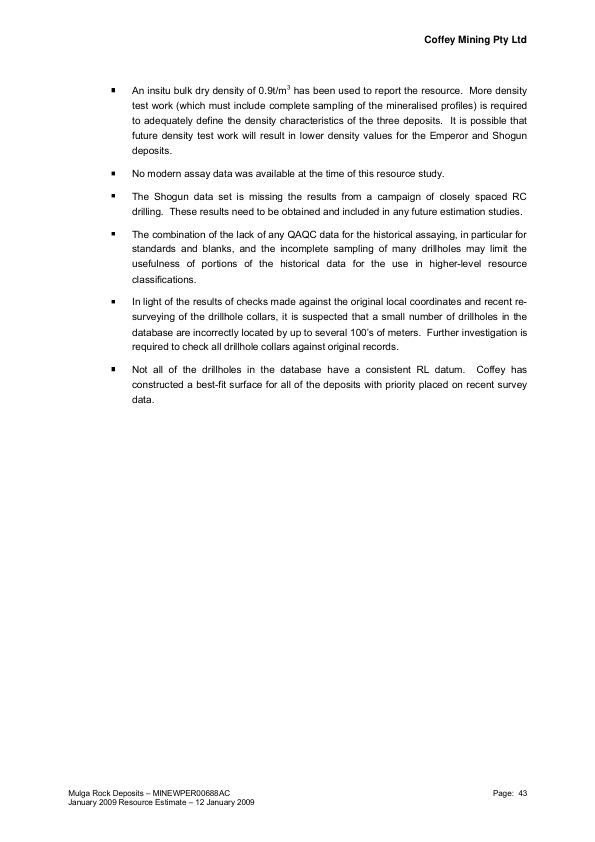 Coffey Mining Pty Ltd
▪ An insitu bulk dry density of 0.9t/m³ has been used to report the resource. More density
test work (which must include complete sampling of the mineralised profiles) is required
to adequately define the density characteristics of the three deposits. It is possible that
future density test work will result in lower density values for the Emperor and Shogun
deposits.
▪ No modern assay data was available at the time of this resource study.
▪ The Shogun data set is missing the results from a campaign of closely spaced RC
drilling. These results need to be obtained and included in any future estimation studies.
▪ The combination of the lack of any QAQC data for the historical assaying, in particular for
standards and blanks, and the incomplete sampling of many drillholes may limit the
usefulness of portions of the historical data for the use in higher-level resource
classifications.
▪ In light of the results of checks made against the original local coordinates and recent re-
surveying of the drillhole collars, it is suspected that a small number of drillholes in the
database are incorrectly located by up to several 100's of meters. Further investigation is
required to check all drillhole collars against original records.
▪ Not all of the drillholes in the database have a consistent RL datum. Coffey has
constructed a best-fit surface for all of the deposits with priority placed on recent survey
data.
Mulga Rock Deposits – MINEWPER00688AC Page: 43
January 2009 Resource Estimate – 12 January 2009